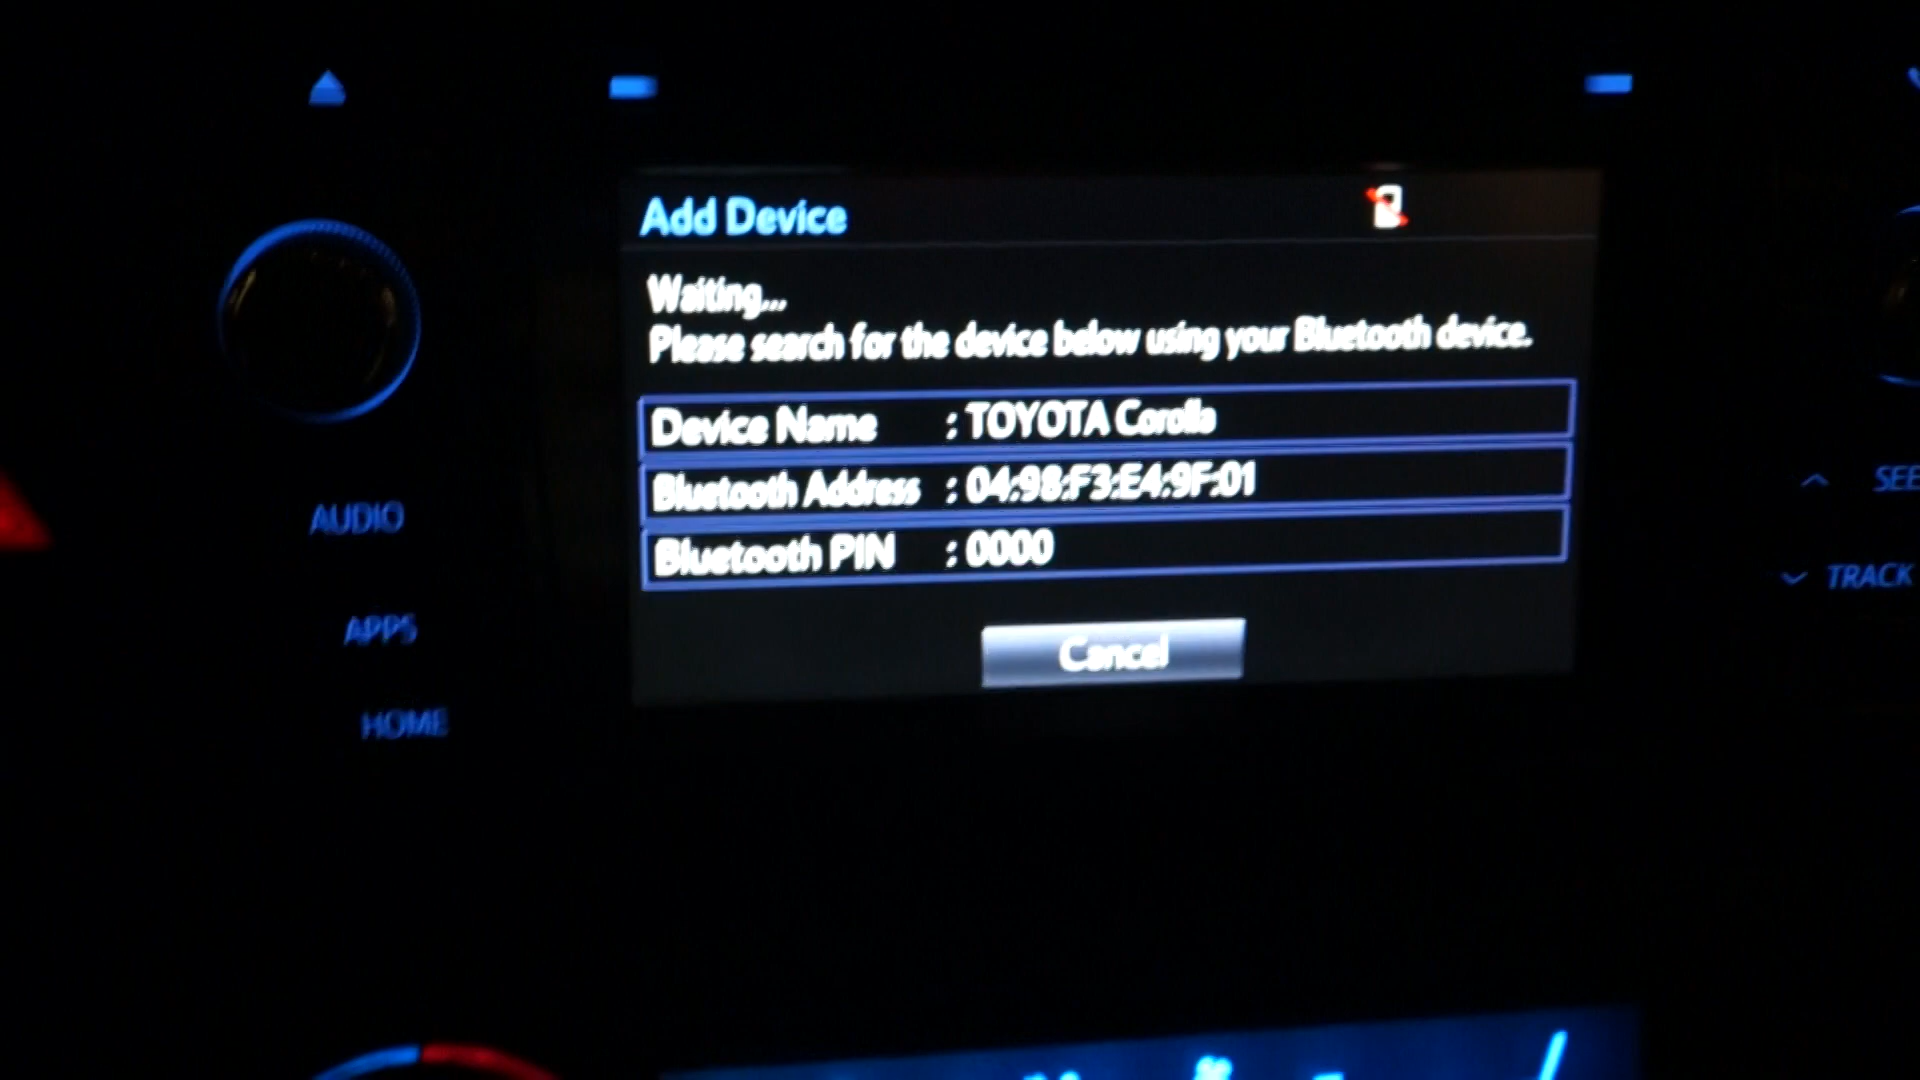 Add Device
Waiting...
Please search for the device below using your Bluetooth device.
Device Name : TOYOTA Corolla
Bluetooth Address : 04:98:F3:E4:9F:01
Bluetooth PIN : 0000
Cancel
AUDIO
APPS
HOME
SEE
TRACK